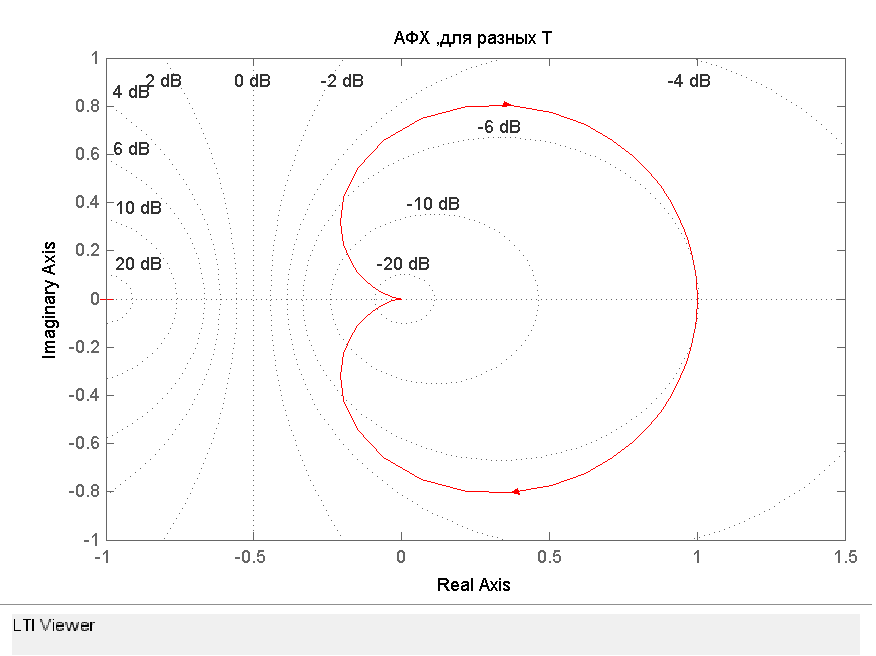 АФХ ,для разных Т
1
4 dB
2 dB
0 dB
-2 dB
-4 dB
0.8
-6 dB
0.6
6 dB
0.4
10 dB
-10 dB
0.2
20 dB
-20 dB
0
-0.2
-0.4
-0.6
-0.8
-1
Imaginary Axis
-1
-0.5
0
0.5
1
1.5
Real Axis
LTI Viewer